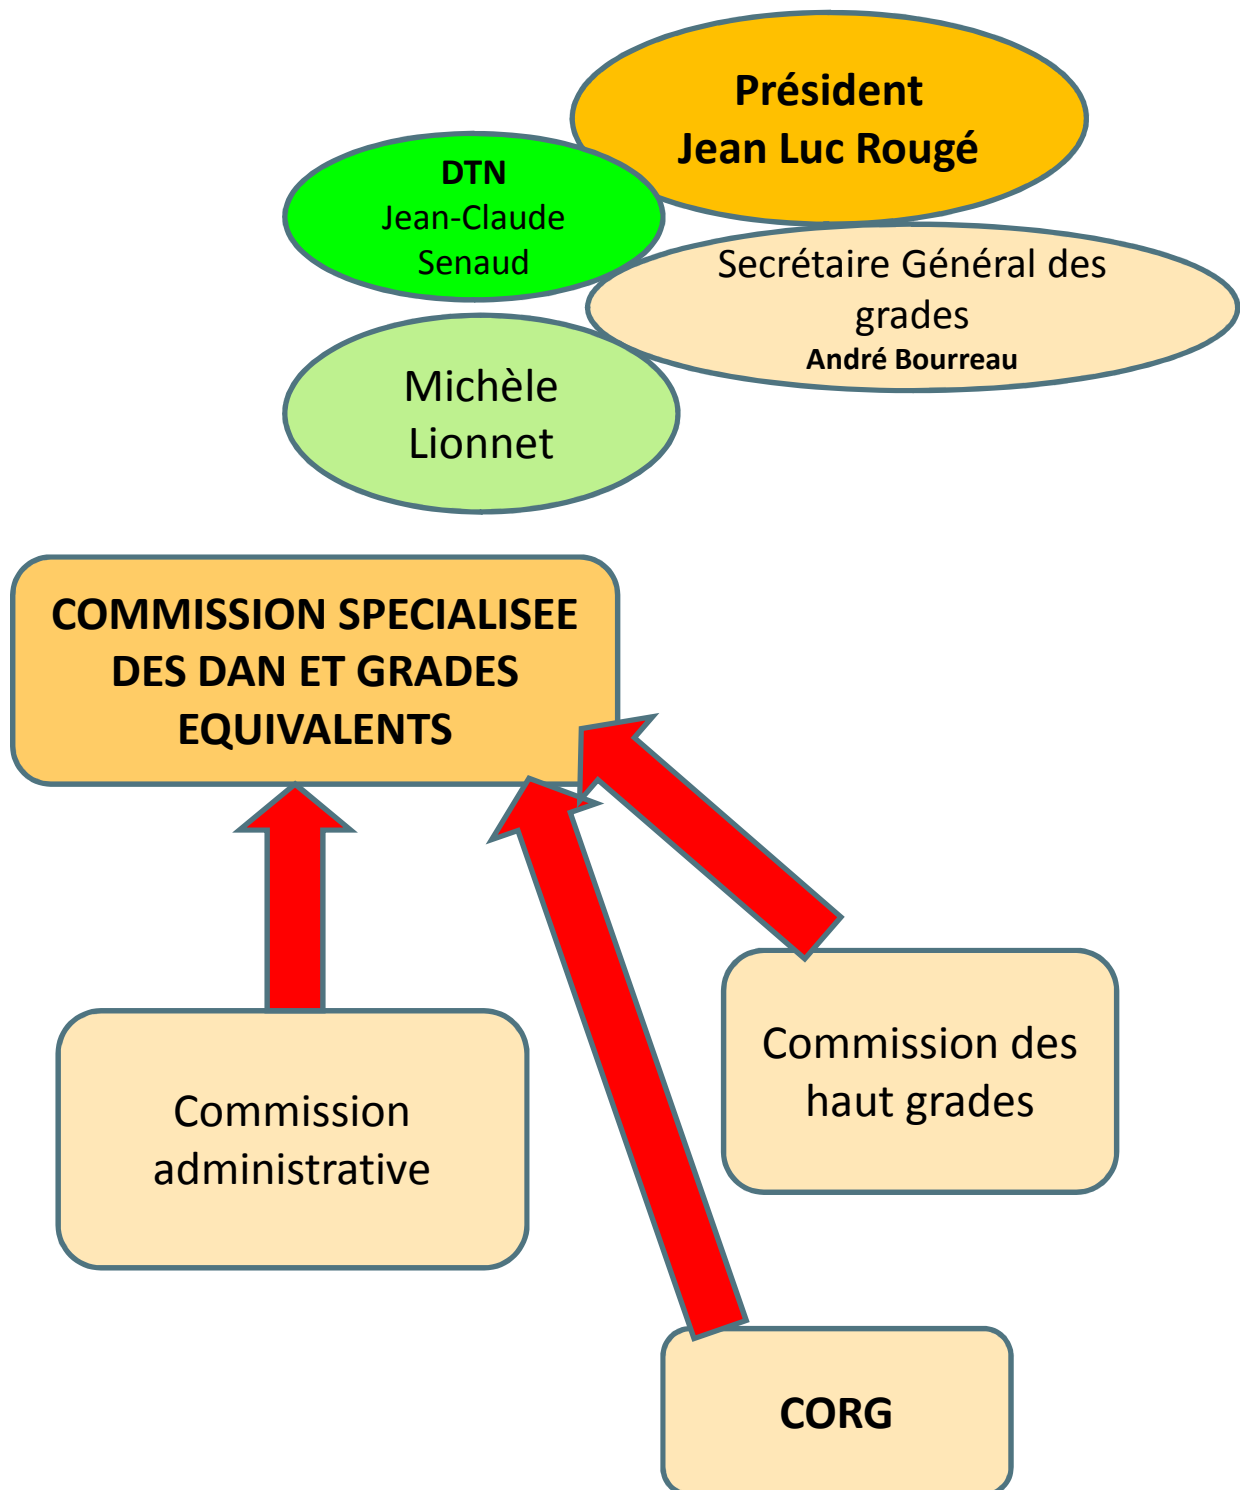 Président
Jean Luc Rougé
DTN
Jean-Claude
Senaud
Secrétaire Général des
grades
André Bourreau
Michèle
Lionnet
COMMISSION SPECIALISEE
DES DAN ET GRADES
EQUIVALENTS
Commission des
haut grades
Commission
administrative
CORG